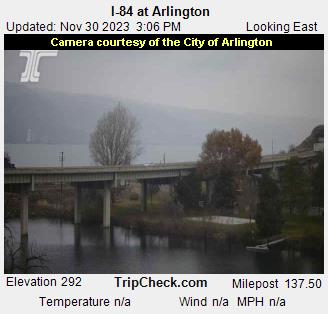 I-84 at Arlington
Updated: Nov 30 2023 3:06 PM Looking East
Camera courtesy of the City of Arlington
Elevation 292 TripCheck.com Milepost 137.50
Temperature n/a Wind n/a MPH n/a